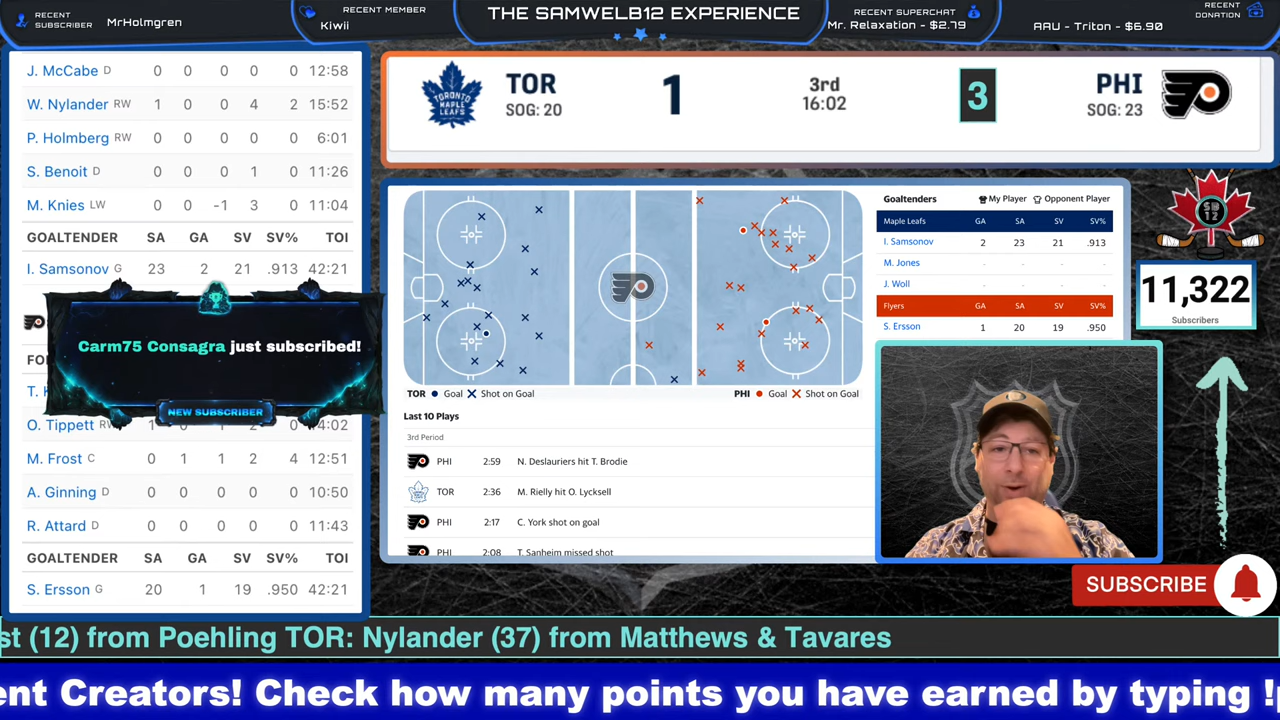 RECENT SUBSCRIBER
MrHolmgren
RECENT MEMBER
Kiwii
THE SAMWELB12 EXPERIENCE
RECENT SUPERCHAT
Mr. Relaxation - $2.79
RECENT DONATION
AAU - Triton - $6.90
J. McCabe D 0 0 0 0 0 12:58
W. Nylander RW 1 0 0 4 2 15:52
P. Holmberg RW 0 0 0 0 0 6:01
S. Benoit D 0 0 0 1 0 11:26
M. Knies LW 0 0 -1 3 0 11:04
GOALTENDER SA GA SV SV% TOI
I. Samsonov G 23 2 21 .913 42:21
Carm75 Consagra just subscribed!
NEW SUBSCRIBER
O. Tippett
M. Frost C 0 1 1 2 4 12:51
A. Ginning D 0 0 0 0 0 10:50
R. Attard D 0 0 0 0 0 11:43
GOALTENDER SA GA SV SV% TOI
S. Ersson G 20 1 19 .950 42:21
TORONTO MAPLE LEAFS
TOR
SOG: 20
1
3rd
16:02
3
PHI
SOG: 23
TOR Goal Shot on Goal
PHI Goal Shot on Goal
Last 10 Plays
3rd Period
PHI 2:59 N. Deslauriers hit T. Brodie
TOR 2:36 M. Rielly hit O. Lycksell
PHI 2:17 C. York shot on goal
PHI 2:08 T. Sanheim missed shot
Goaltenders My Player Opponent Player
Maple Leafs GA SA SV SV%
I. Samsonov 2 23 21 .913
M. Jones - - - -
J. Woll - - - -
Flyers GA SA SV SV%
S. Ersson 1 20 19 .950
SB
12
11,322
Subscribers
SUBSCRIBE
st (12) from Poehling TOR: Nylander (37) from Matthews & Tavares
ent Creators! Check how many points you have earned by typing !p